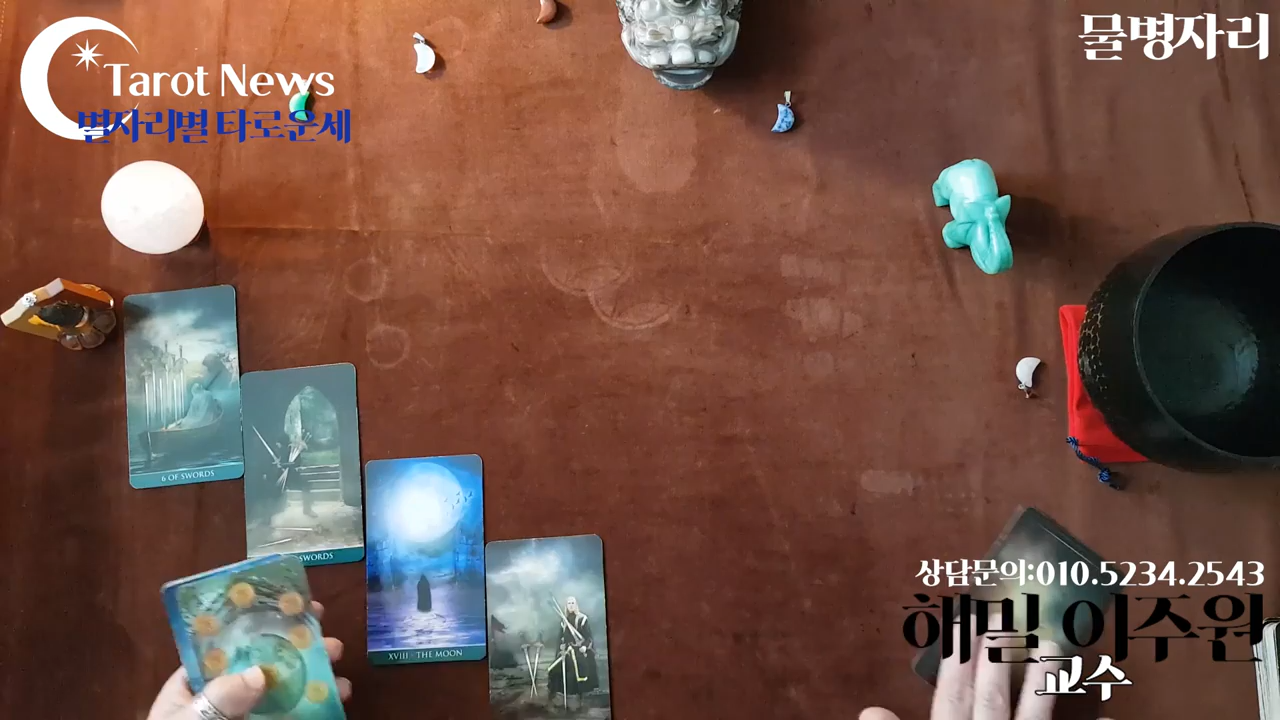 Tarot News
별자리별 타로운세
물병자리
6 OF SWORDS
SWORDS
XVIII - THE MOON
상담문의:010.5234.2543
해밀 이주원
교수